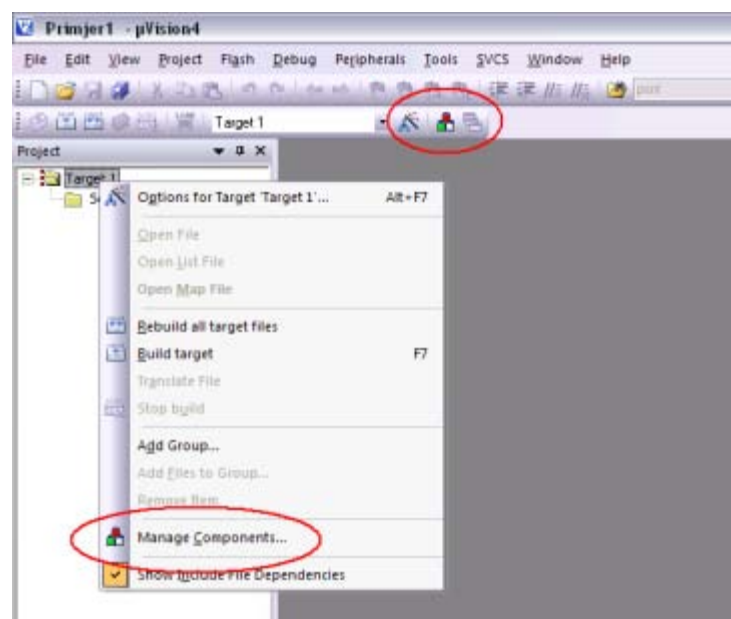 Primjer1 - µVision4
File Edit View Project Flash Debug Peripherals Tools SVCS Window Help
Target 1
Project
Target 1
Options for Target 'Target 1'... Alt+F7
Open File
Open List File
Open Map File
Rebuild all target files
Build target F7
Translate File
Stop build
Add Group...
Add Files to Group...
Remove Item
Manage Components...
Show Include File Dependencies